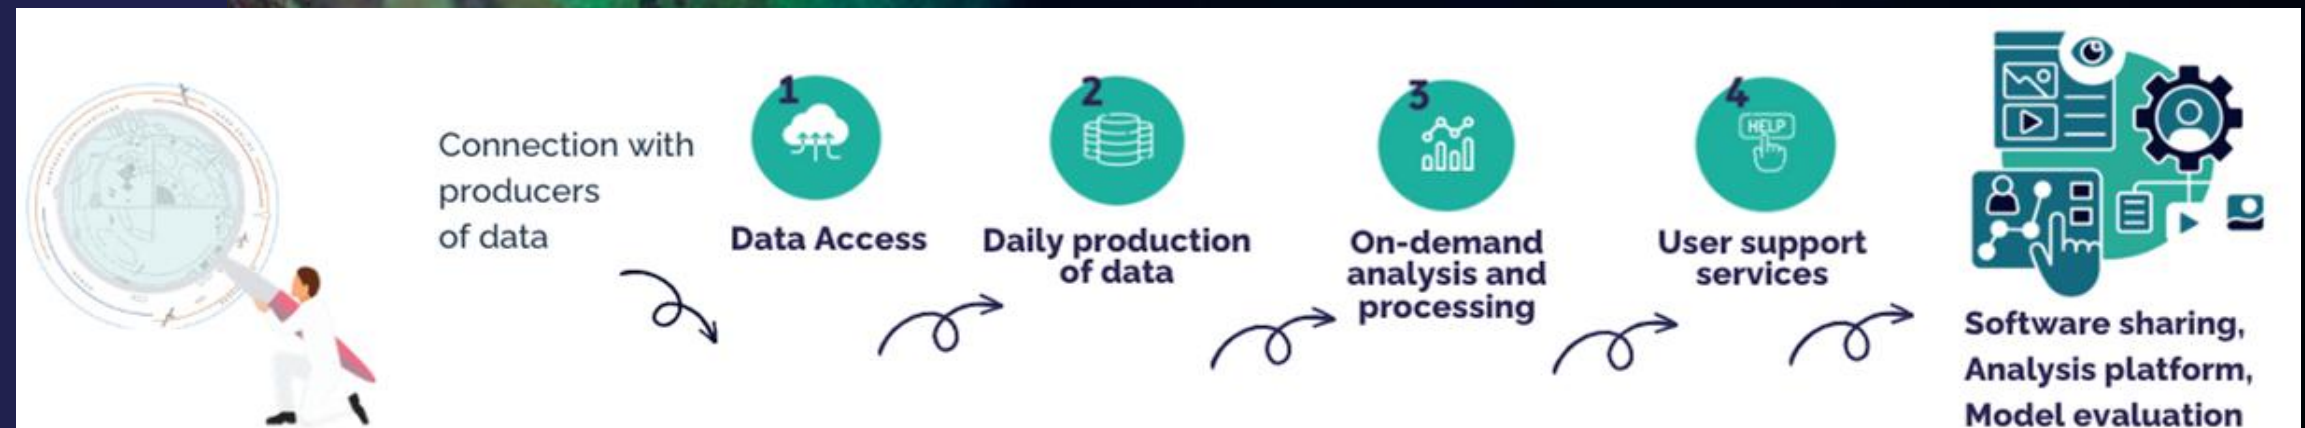 Connection with
producers
of data
1
Data Access
2
Daily production
of data
3
On-demand
analysis and
processing
4
HELP
User support
services
Software sharing,
Analysis platform,
Model evaluation